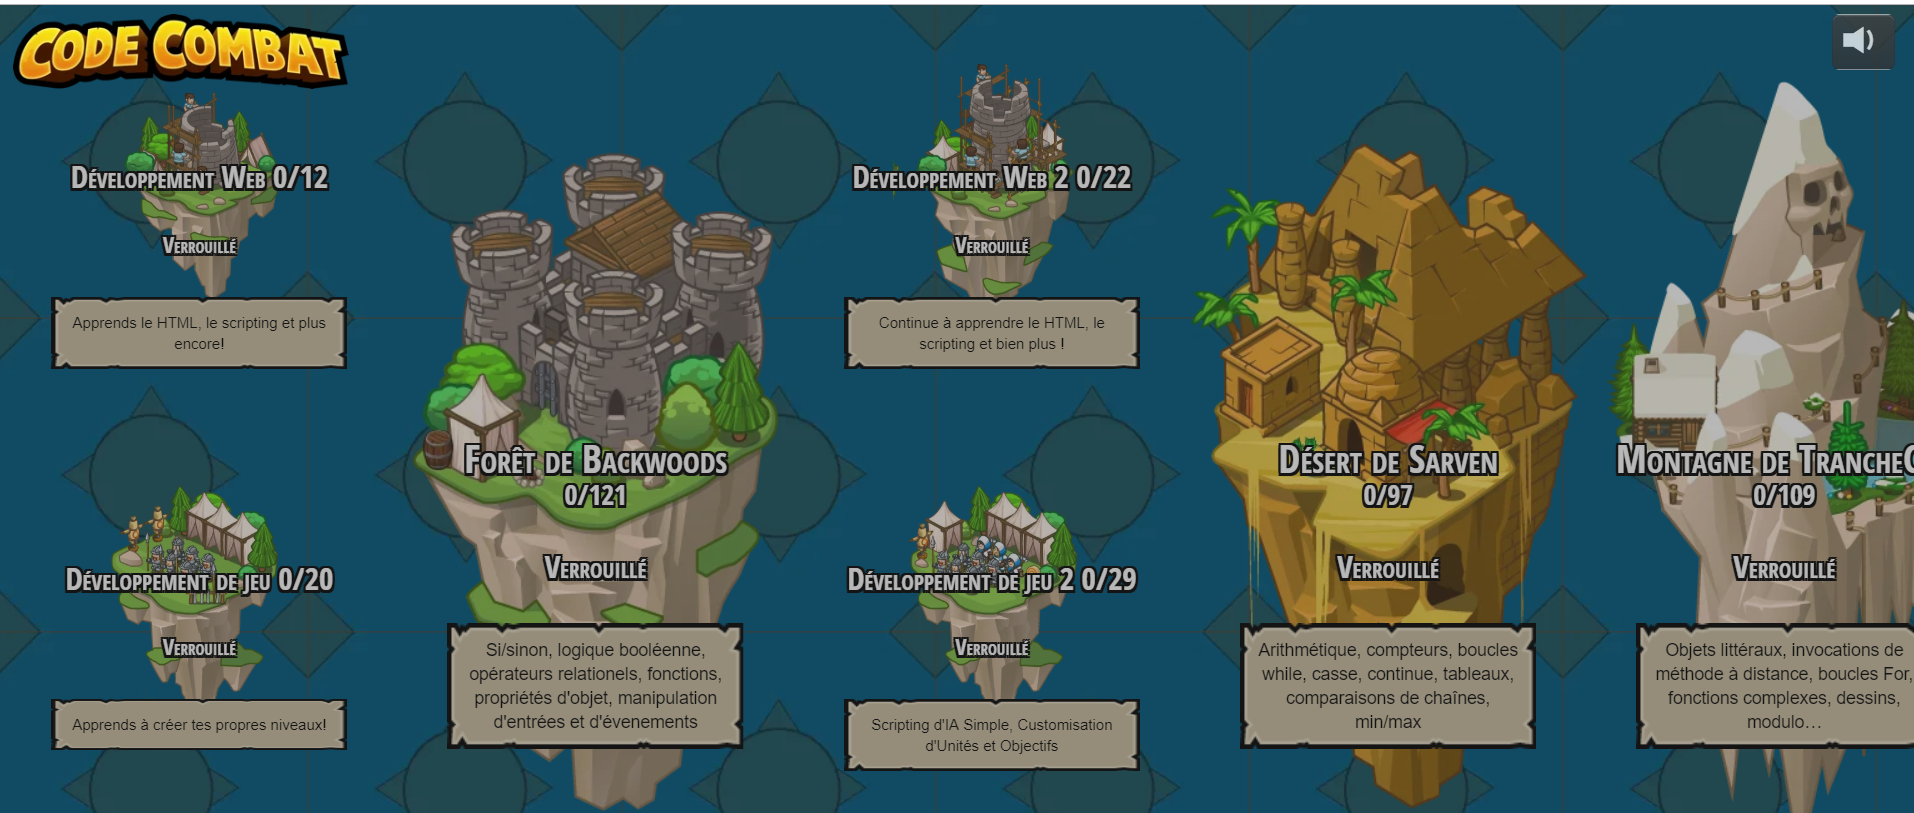 CODE COMBAT
Développement Web 0/12
Verrouillé
Apprends le HTML, le scripting et plus
encore!
Développement de jeu 0/20
Verrouillé
Apprends à créer tes propres niveaux!
Forêt de Backwoods
0/121
Verrouillé
Si/sinon, logique booléenne,
opérateurs relationels, fonctions,
propriétés d'objet, manipulation
d'entrées et d'évenements
Développement Web 2 0/22
Verrouillé
Continue à apprendre le HTML, le
scripting et bien plus !
Développement de jeu 2 0/29
Verrouillé
Scripting d'IA Simple, Customisation
d'Unités et Objectifs
Désert de Sarven
0/97
Verrouillé
Arithmétique, compteurs, boucles
while, casse, continue, tableaux,
comparaisons de chaînes,
min/max
Montagne de Tranche
0/109
Verrouillé
Objets littéraux, invocations de
méthode à distance, boucles For,
fonctions complexes, dessins,
modulo…